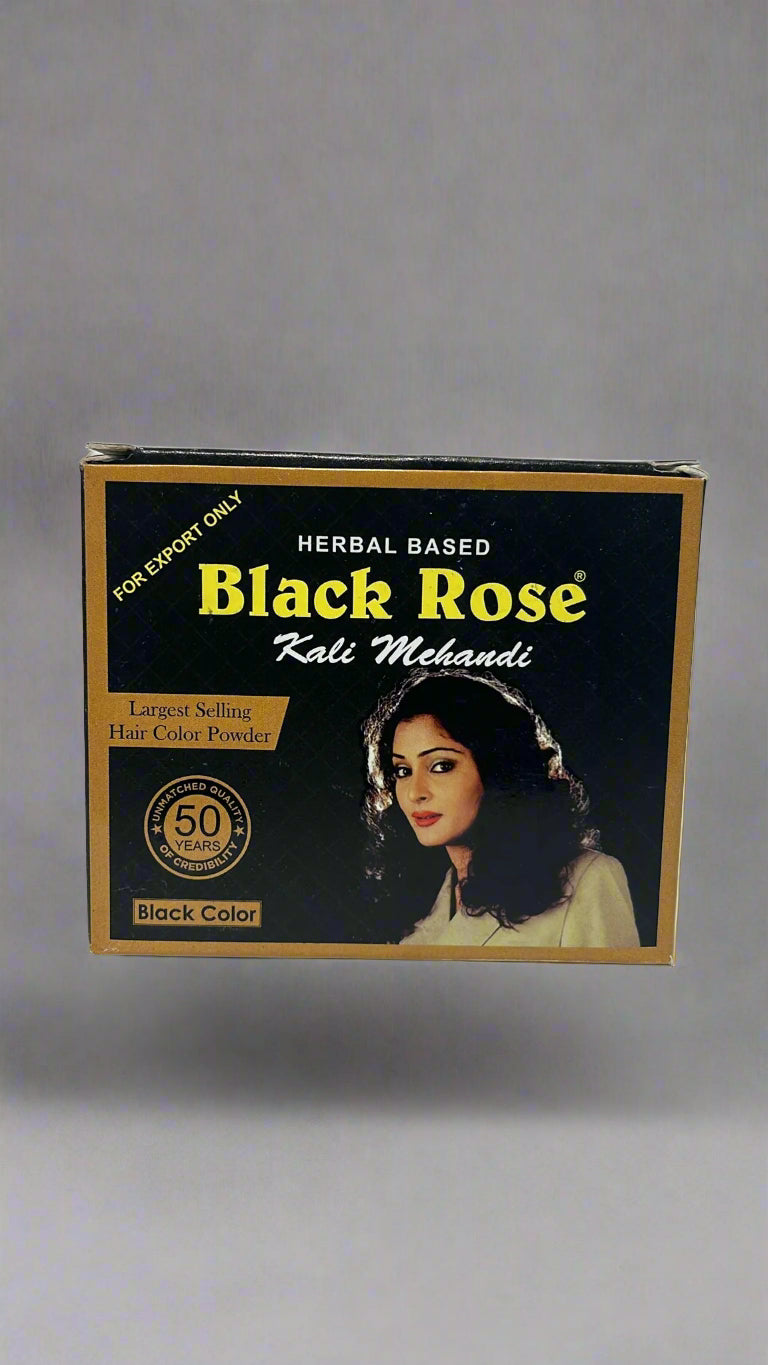 FOR EXPORT ONLY
HERBAL BASED
Black Rose®
Kali Mehandi
Largest Selling
Hair Color Powder
UNMATCHED QUALITY
50
YEARS
OF CREDIBILITY
Black Color